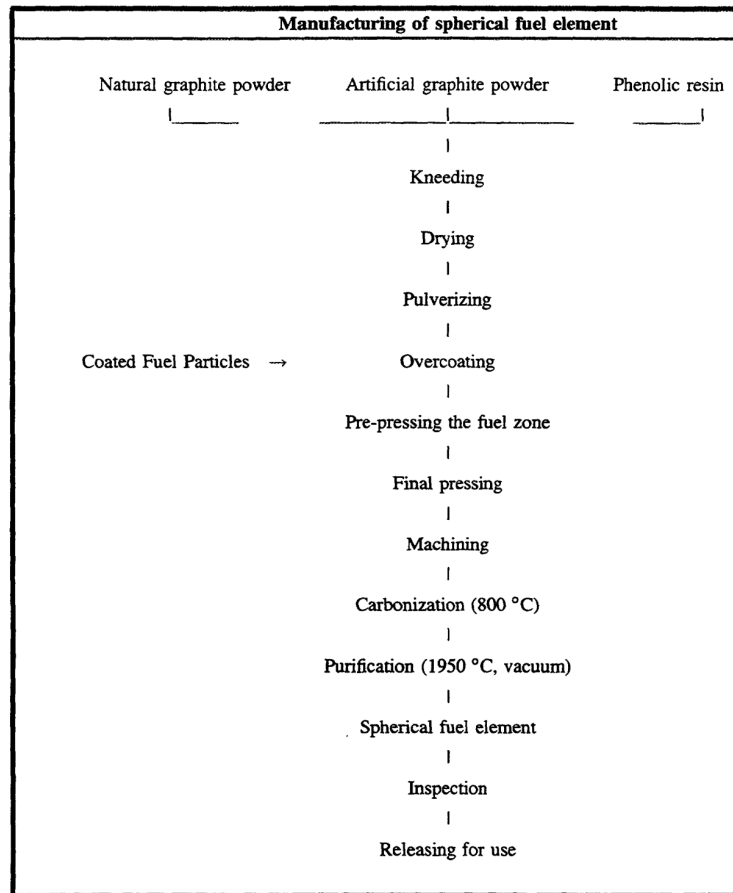 Manufacturing of spherical fuel element
Natural graphite powder Artificial graphite powder Phenolic resin
Kneeding
Drying
Pulverizing
Coated Fuel Particles → Overcoating
Pre-pressing the fuel zone
Final pressing
Machining
Carbonization (800 °C)
Purification (1950 °C, vacuum)
Spherical fuel element
Inspection
Releasing for use